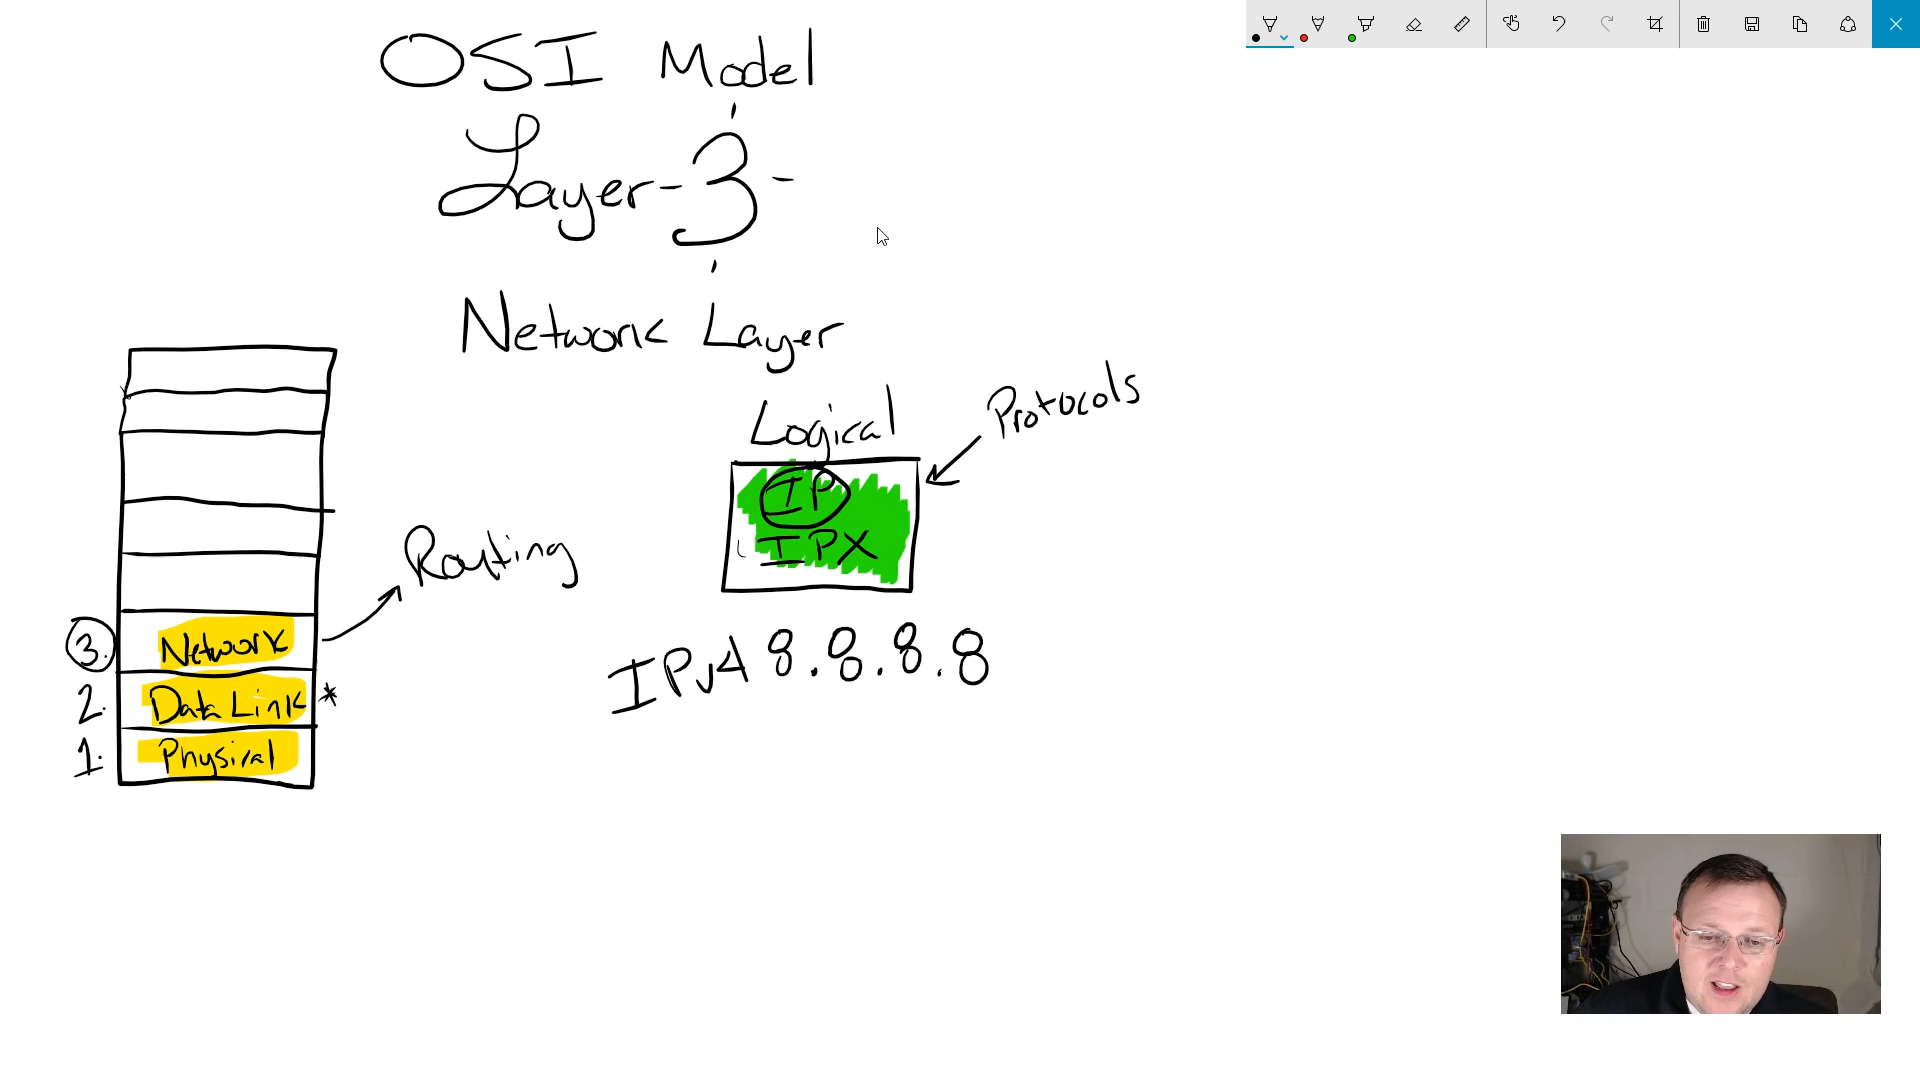 OSI Model
Layer-3-
Network Layer
Logical
Protocols
IP
IPX
Routing
3. Network
2. Data Link *
1. Physical
IPv4 8.8.8.8